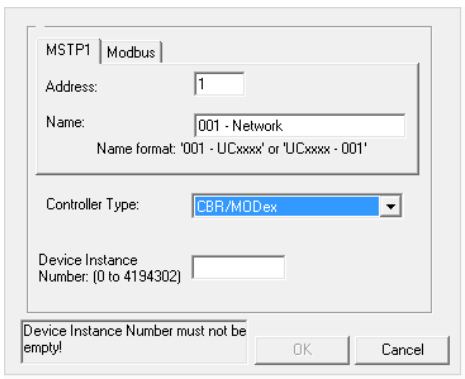 MSTP1 Modbus
Address: 1
Name: 001 - Network
Name format: '001 - UCxxxx' or 'UCxxxx - 001'
Controller Type: CBR/MODex
Device Instance
Number: (0 to 4194302)
Device Instance Number must not be
empty!
OK Cancel